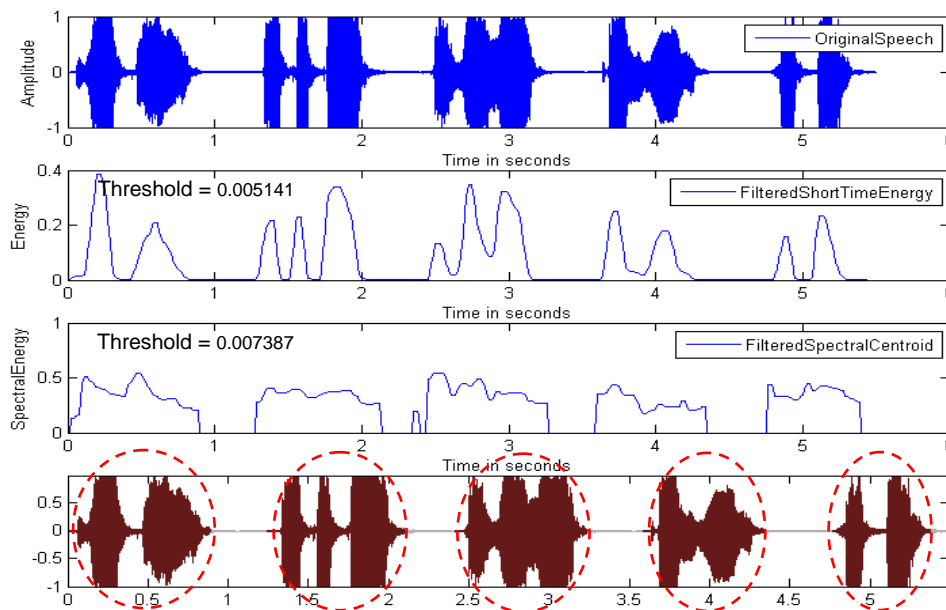 1
0
-1
Amplitude
OriginalSpeech
0 1 2 3 4 5
Time in seconds
0.4
0.2
0
Energy
Threshold = 0.005141
FilteredShortTimeEnergy
0 1 2 3 4 5
Time in seconds
1
0.5
0
SpectralEnergy
Threshold = 0.007387
FilteredSpectralCentroid
0 1 2 3 4 5
Time in seconds
0.5
0
-0.5
-1
0 0.5 1 1.5 2 2.5 3 3.5 4 4.5 5